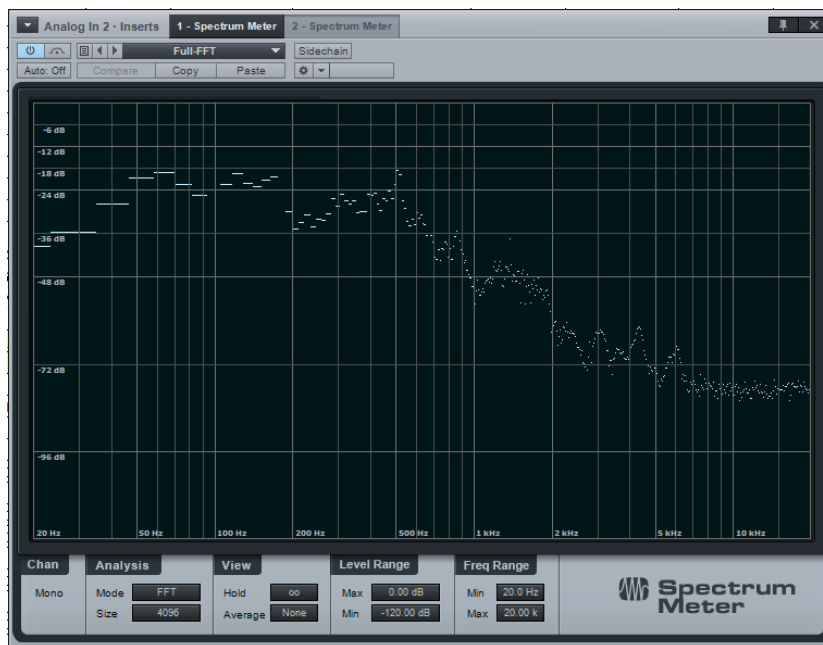 Analog In 2 · Inserts 1 - Spectrum Meter 2 - Spectrum Meter
Full-FFT Sidechain
Auto: Off Compare Copy Paste
-6 dB
-12 dB
-18 dB
-24 dB
-36 dB
-48 dB
-72 dB
-96 dB
20 Hz 50 Hz 100 Hz 200 Hz 500 Hz 1 kHz 2 kHz 5 kHz 10 kHz
Chan Analysis View Level Range Freq Range
Mono Mode FFT Hold ∞ Max 0.00 dB Min 20.0 Hz
Size 4096 Average None Min -120.00 dB Max 20.00 k
Spectrum
Meter